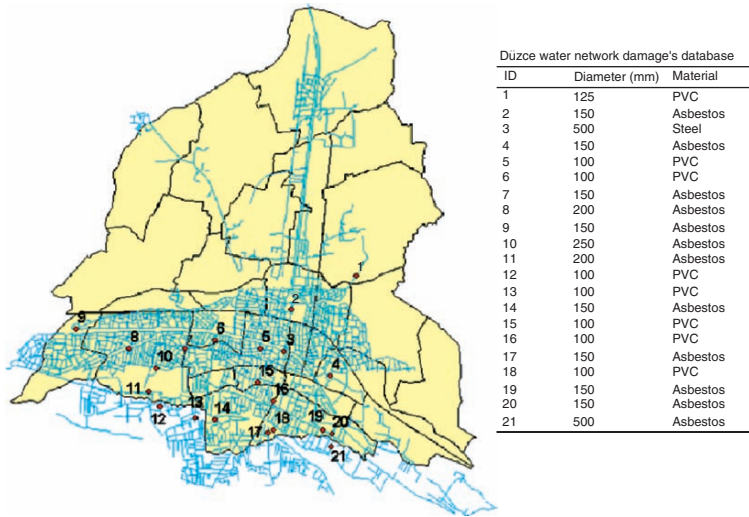 Düzce water network damage's database
ID Diameter (mm) Material
1 125 PVC
2 150 Asbestos
3 500 Steel
4 150 Asbestos
5 100 PVC
6 100 PVC
7 150 Asbestos
8 200 Asbestos
9 150 Asbestos
10 250 Asbestos
11 200 Asbestos
12 100 PVC
13 100 PVC
14 150 Asbestos
15 100 PVC
16 100 PVC
17 150 Asbestos
18 100 PVC
19 150 Asbestos
20 150 Asbestos
21 500 Asbestos
1
2
9
8
6
5
3
10
4
15
11
16
12
13
14
17
18
19
20
21